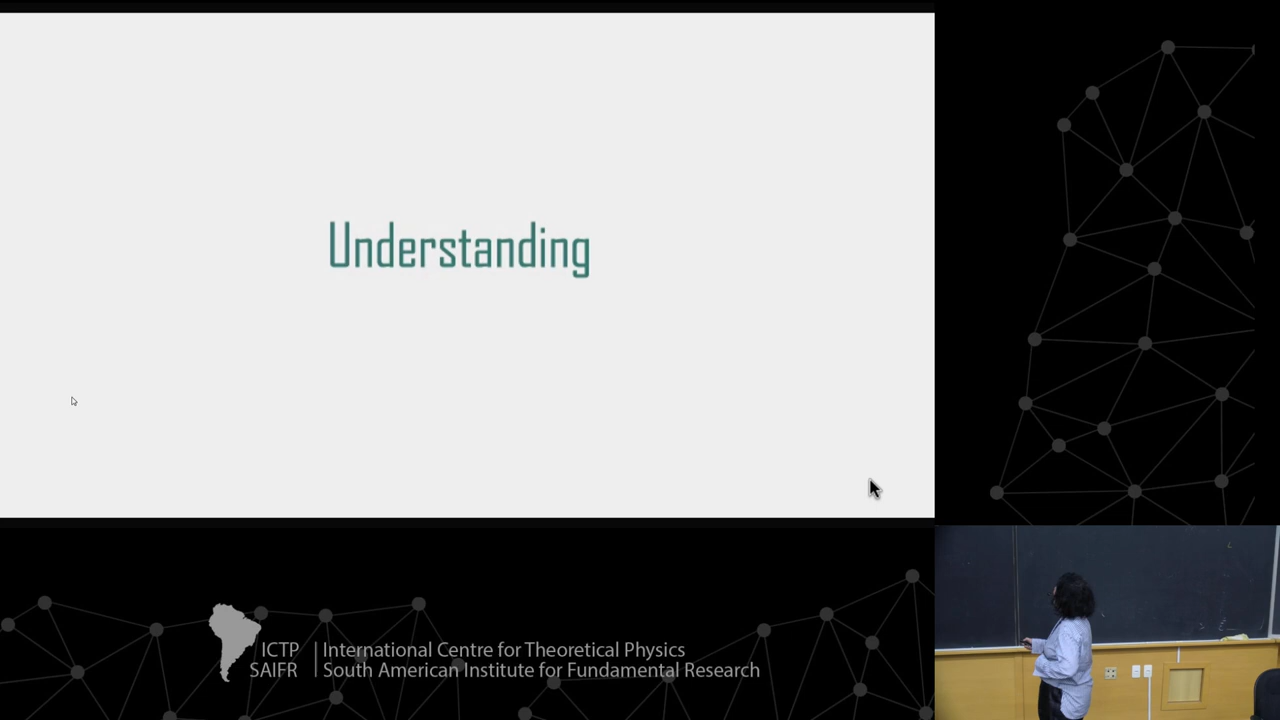 Understanding
ICTP
SAIFR
International Centre for Theoretical Physics
South American Institute for Fundamental Research